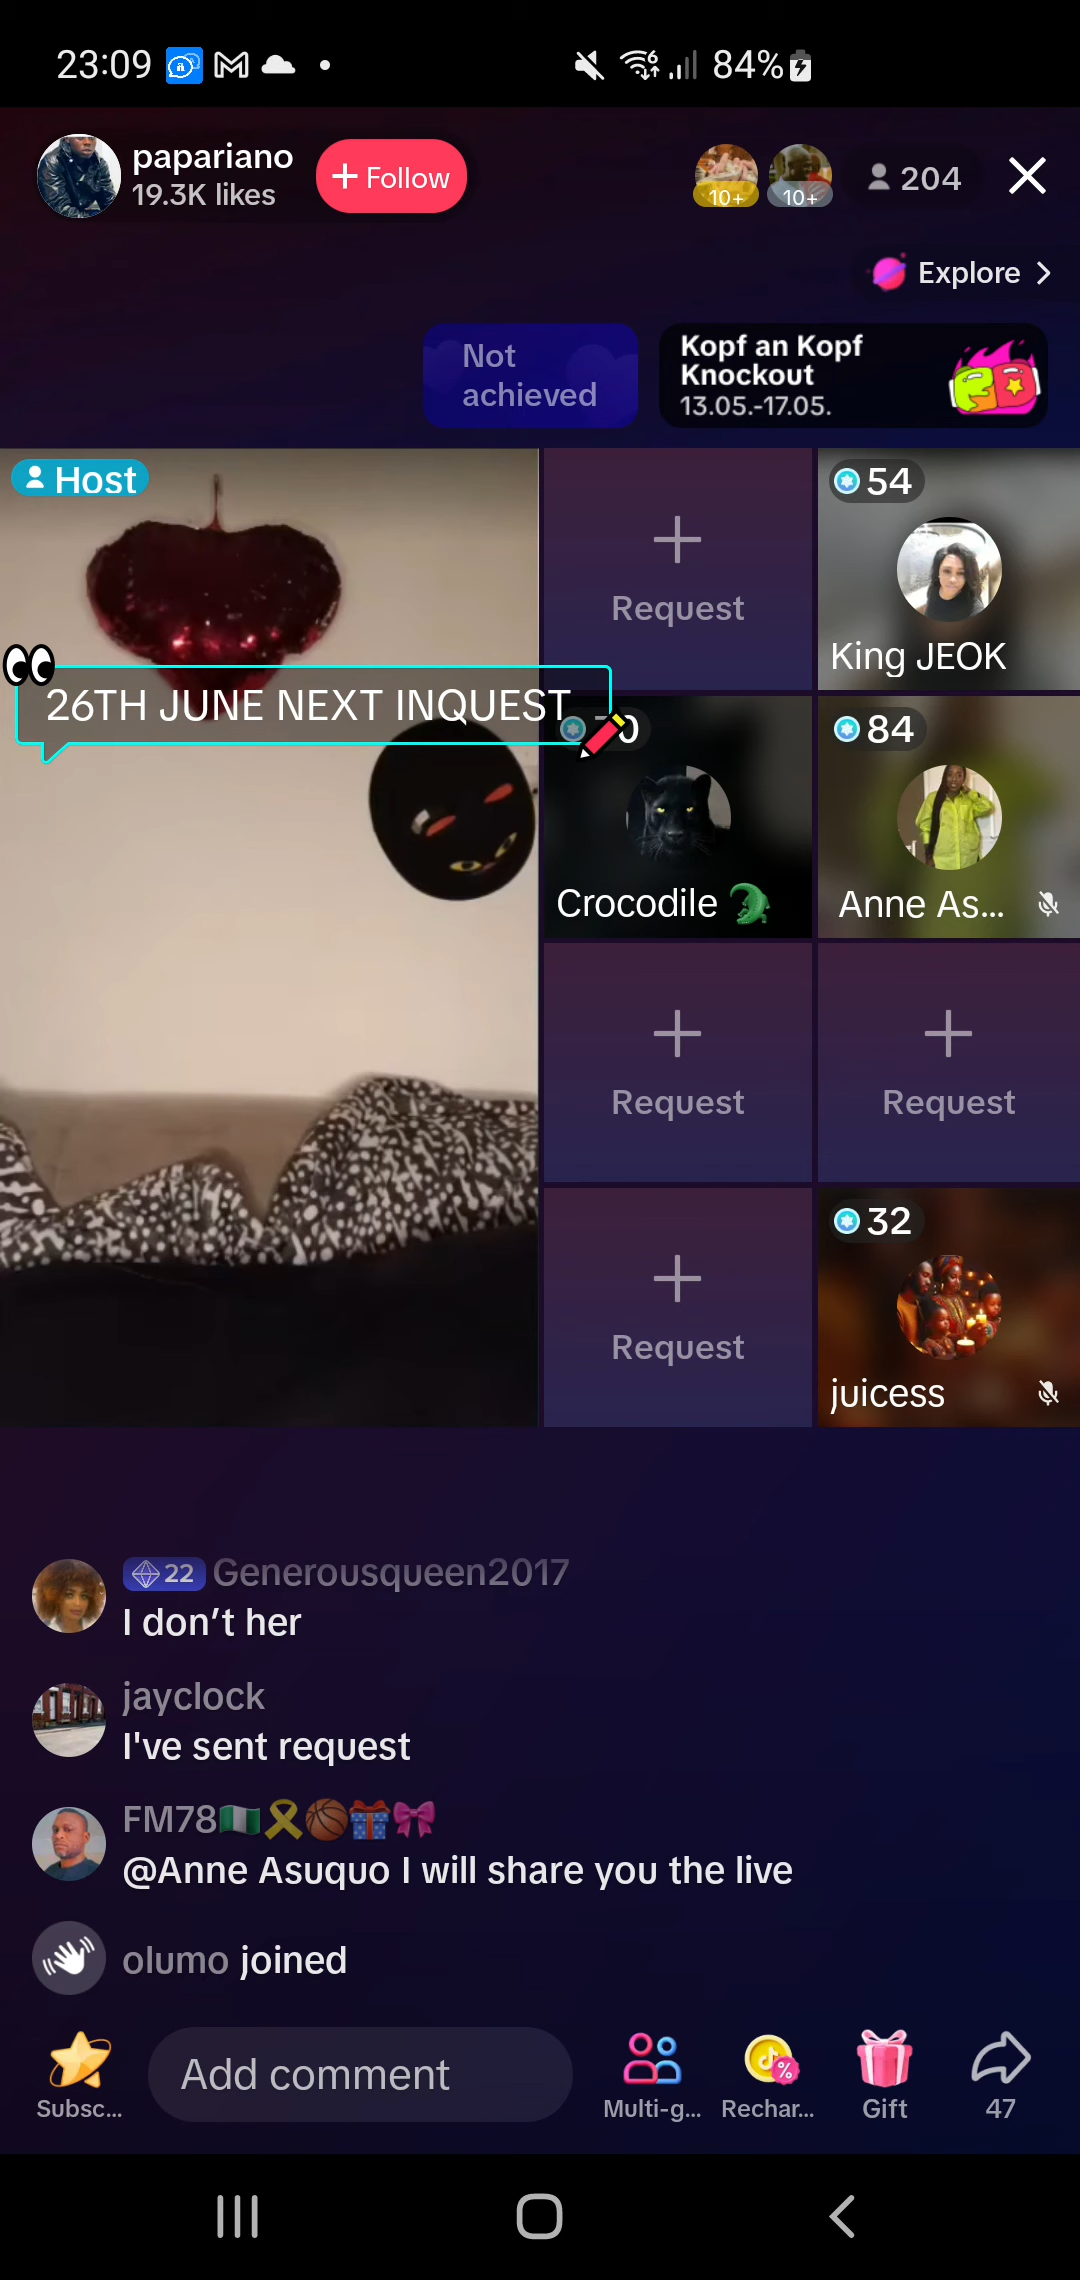 23:09
84%
papariano
19.3K likes
+ Follow
10+
10+
204
Explore
Not
achieved
Kopf an Kopf
Knockout
13.05.-17.05.
Host
Request
54
King JEOK
26TH JUNE NEXT INQUEST
Crocodile
84
Anne As...
Request
Request
Request
32
juicess
22 Generousqueen2017
I don't her
jayclock
I've sent request
FM78
@Anne Asuquo I will share you the live
olumo joined
Subsc...
Add comment
Multi-g...
Rechar...
Gift
47